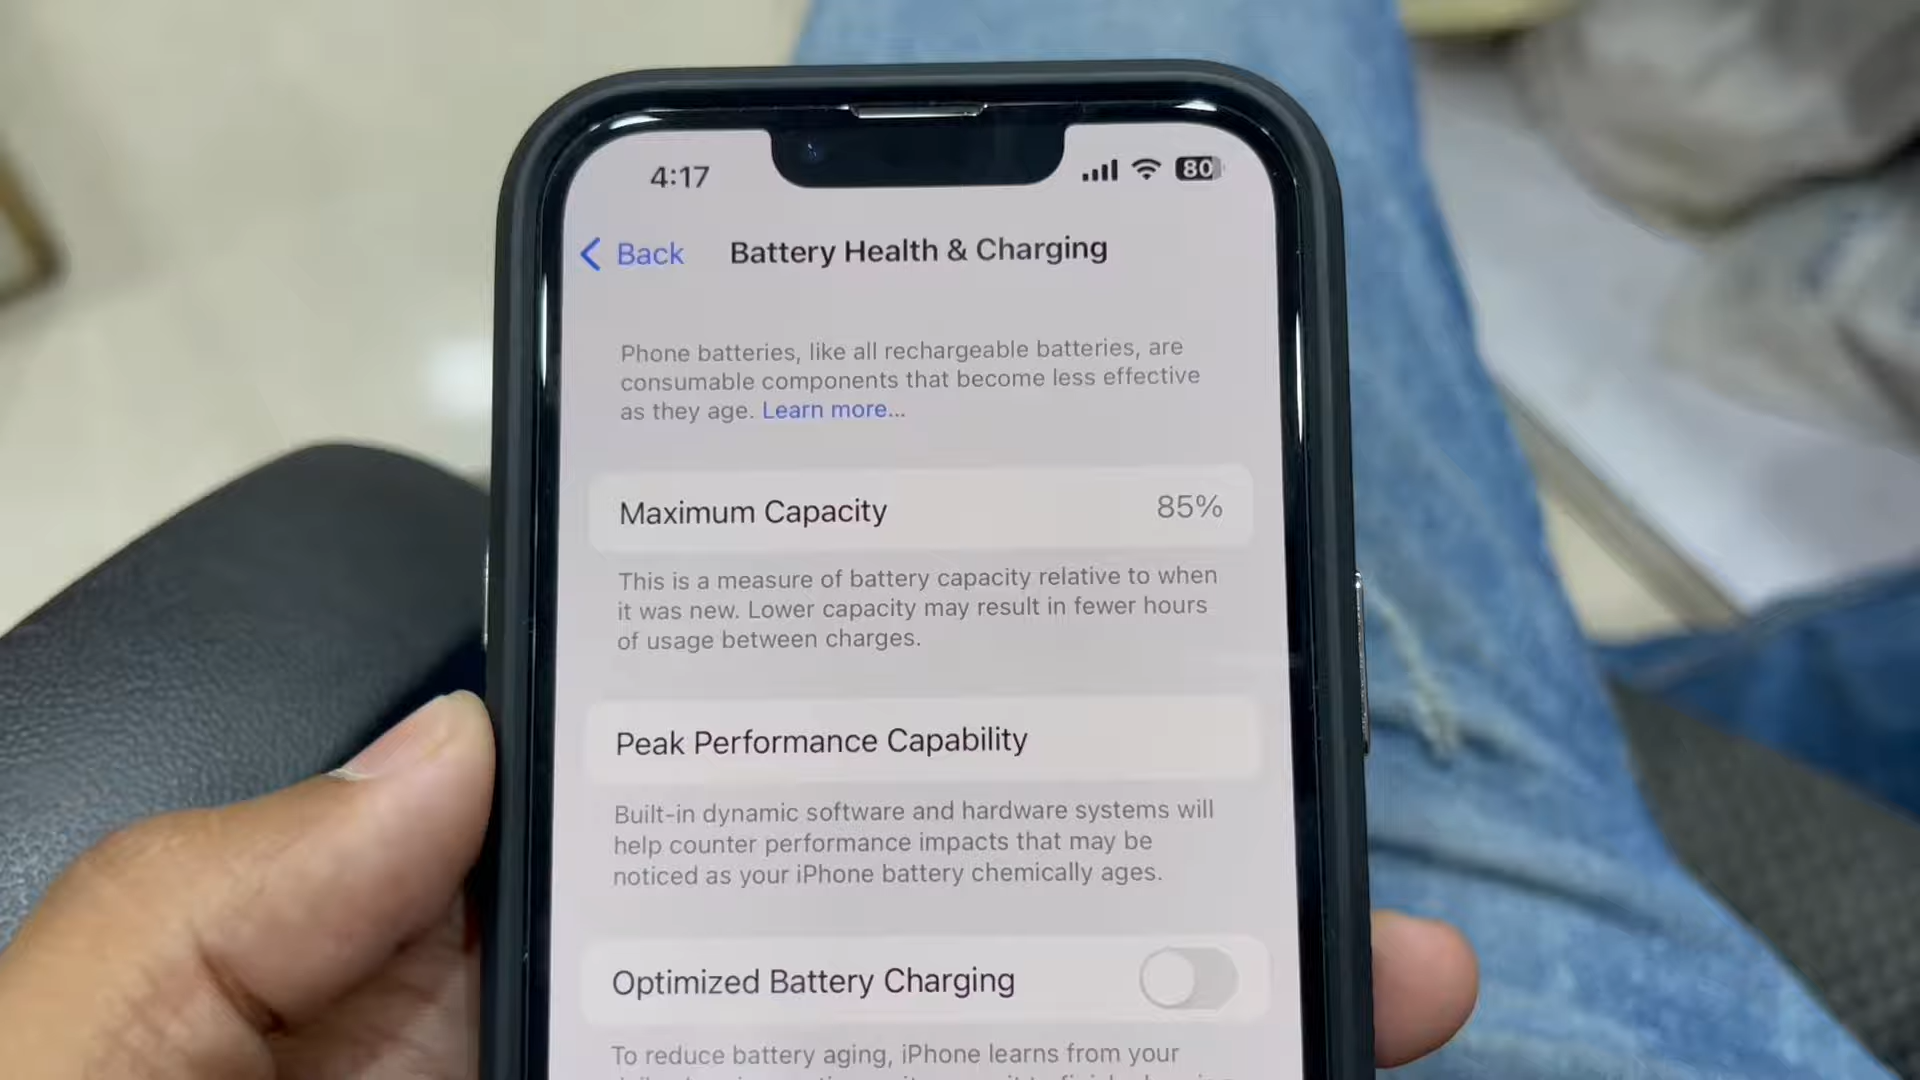 4:17
80
Back
Battery Health & Charging
Phone batteries, like all rechargeable batteries, are
consumable components that become less effective
as they age. Learn more...
Maximum Capacity 85%
This is a measure of battery capacity relative to when
it was new. Lower capacity may result in fewer hours
of usage between charges.
Peak Performance Capability
Built-in dynamic software and hardware systems will
help counter performance impacts that may be
noticed as your iPhone battery chemically ages.
Optimized Battery Charging
To reduce battery aging, iPhone learns from your